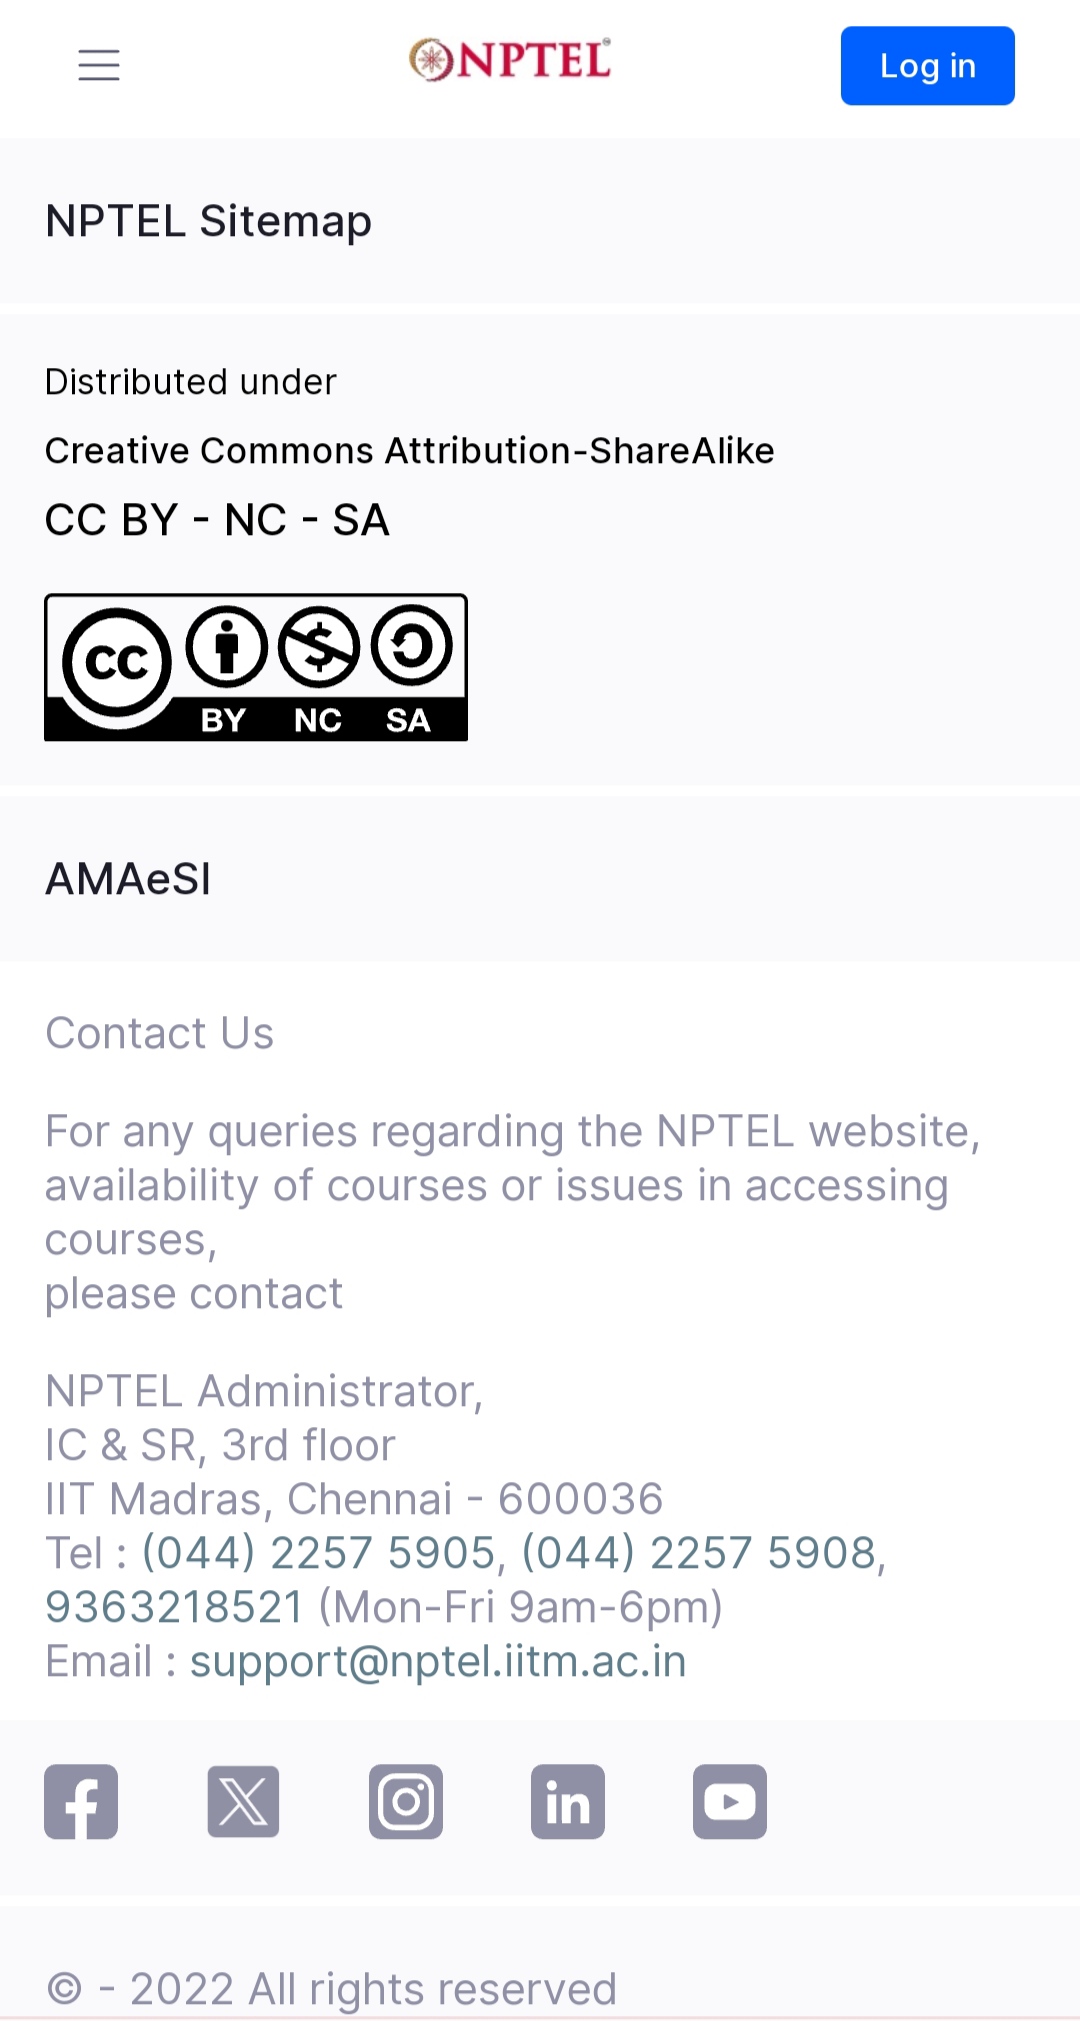 NPTEL
Log in
NPTEL Sitemap
Distributed under
Creative Commons Attribution-ShareAlike
CC BY - NC - SA
cc
BY NC SA
AMAeSI
Contact Us
For any queries regarding the NPTEL website,
availability of courses or issues in accessing
courses,
please contact
NPTEL Administrator,
IC & SR, 3rd floor
IIT Madras, Chennai - 600036
Tel : (044) 2257 5905, (044) 2257 5908,
9363218521 (Mon-Fri 9am-6pm)
Email : support@nptel.iitm.ac.in
© - 2022 All rights reserved